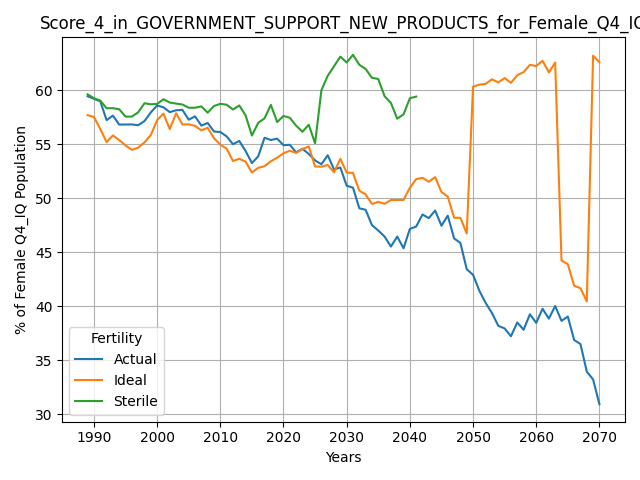 Score_4_in_GOVERNMENT_SUPPORT_NEW_PRODUCTS_for_Female_Q4_IQ
% of Female Q4_IQ Population
60
55
50
45
40
35
30
Fertility
Actual
Ideal
Sterile
1990 2000 2010 2020 2030 2040 2050 2060 2070
Years